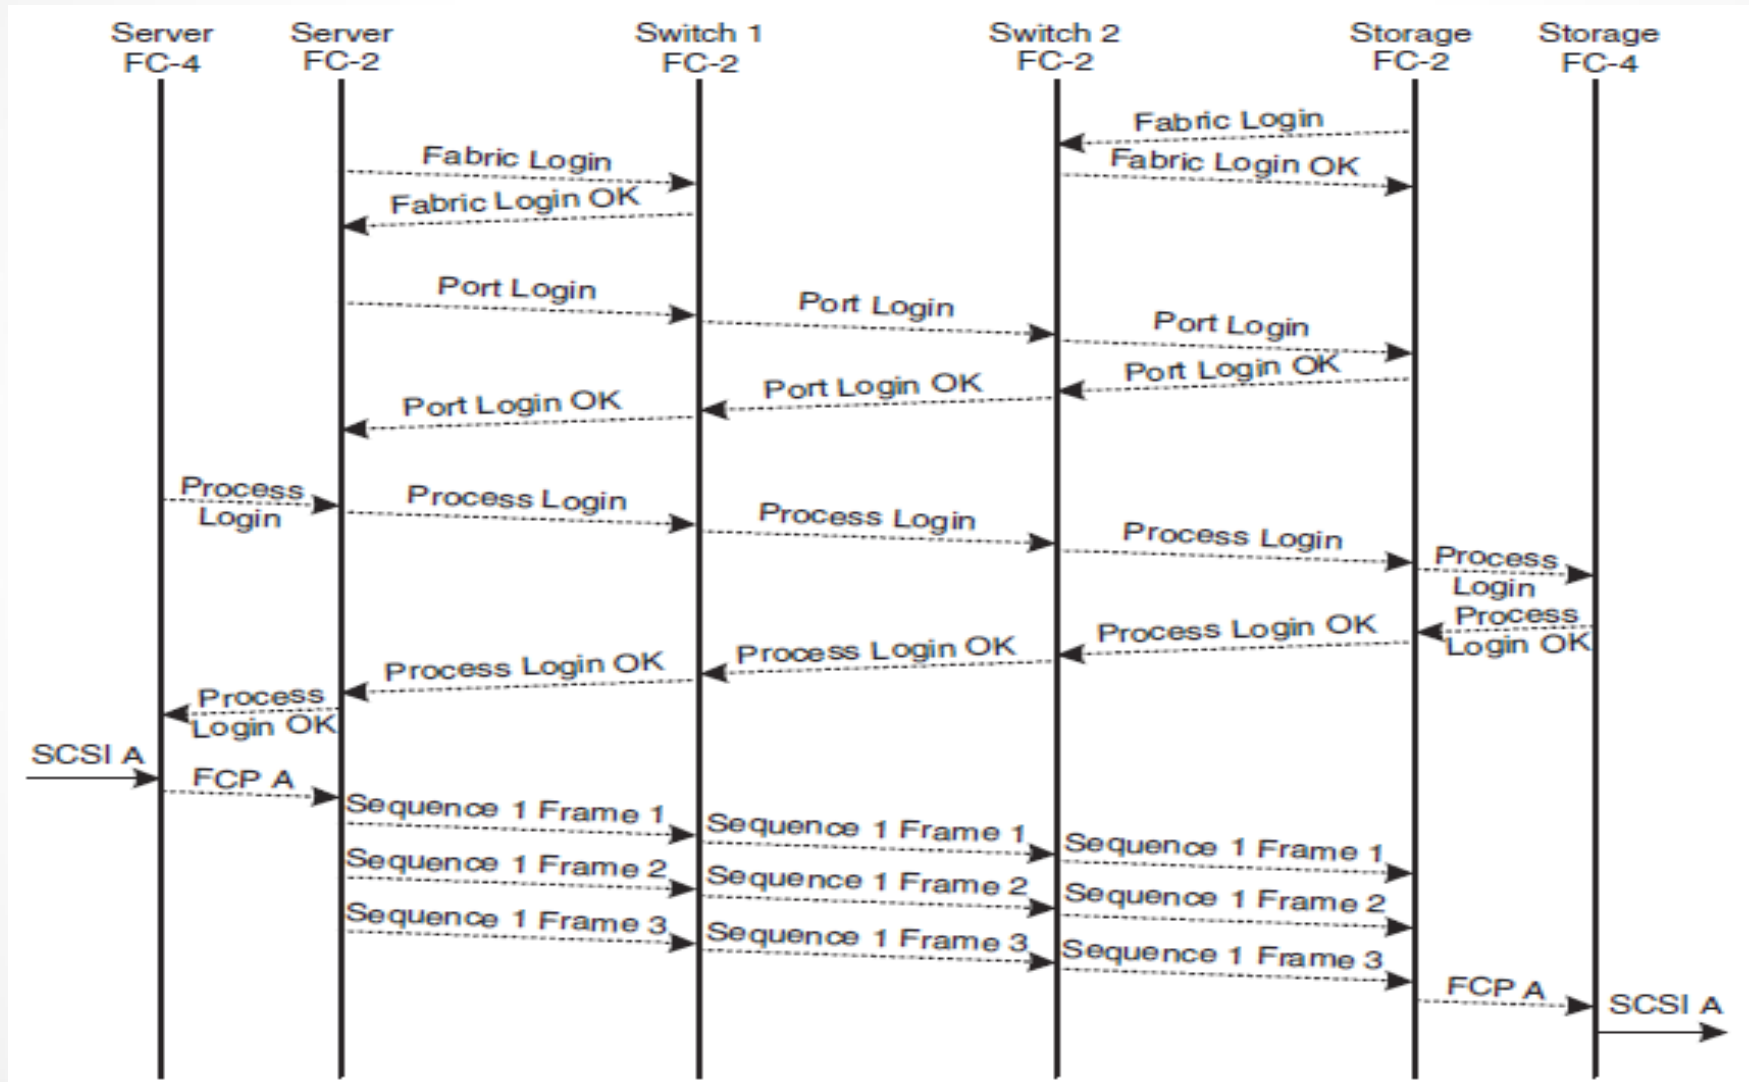 Server
FC-4
Server
FC-2
Switch 1
FC-2
Switch 2
FC-2
Storage
FC-2
Storage
FC-4
Fabric Login
Fabric Login
Fabric Login OK
Fabric Login OK
Port Login
Port Login
Port Login
Port Login OK
Port Login OK
Port Login OK
Process
Login
Process Login
Process Login
Process Login
Process
Login
Process
Login OK
Process Login OK
Process Login OK
Process Login OK
Process
Login OK
SCSI A
FCP A
Sequence 1 Frame 1
Sequence 1 Frame 1
Sequence 1 Frame 1
Sequence 1 Frame 2
Sequence 1 Frame 2
Sequence 1 Frame 2
Sequence 1 Frame 3
Sequence 1 Frame 3
Sequence 1 Frame 3
FCP A
SCSI A